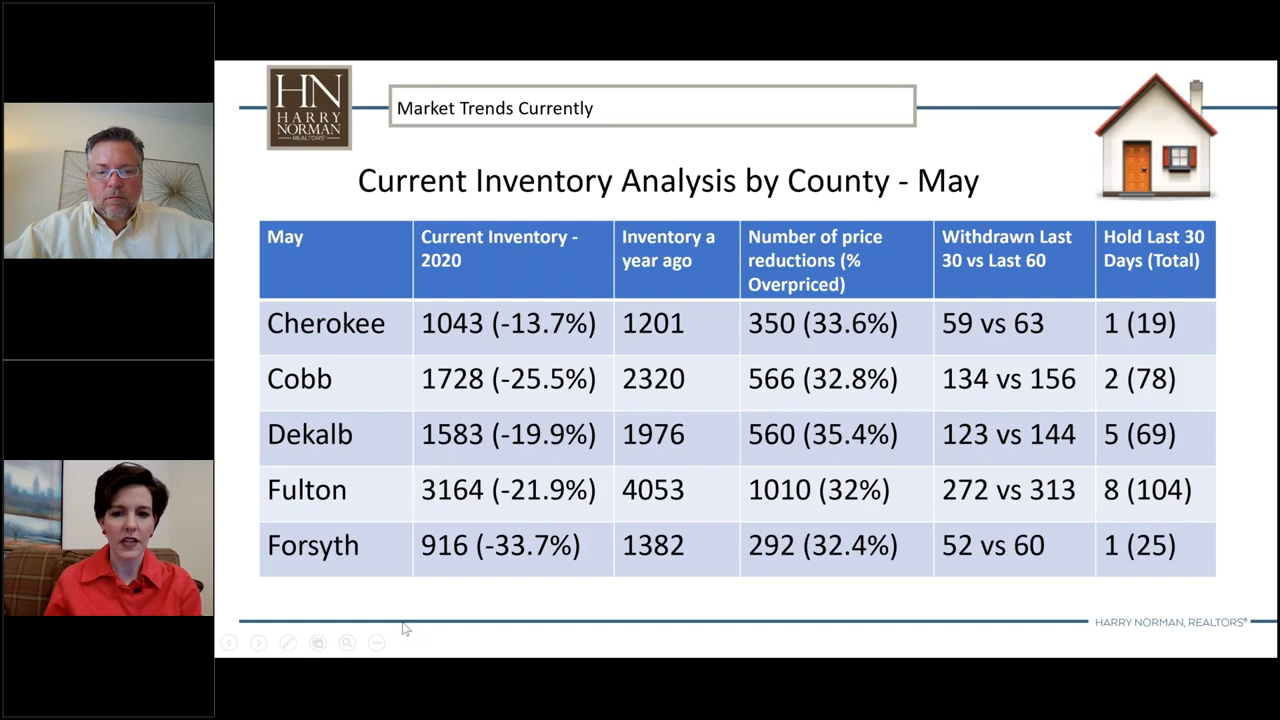 HN
HARRY
NORMAN
REALTORS®
Market Trends Currently
Current Inventory Analysis by County - May
May
Current Inventory -
2020
Inventory a
year ago
Number of price
reductions (%
Overpriced)
Withdrawn Last
30 vs Last 60
Hold Last 30
Days (Total)
Cherokee 1043 (-13.7%) 1201 350 (33.6%) 59 vs 63 1 (19)
Cobb 1728 (-25.5%) 2320 566 (32.8%) 134 vs 156 2 (78)
Dekalb 1583 (-19.9%) 1976 560 (35.4%) 123 vs 144 5 (69)
Fulton 3164 (-21.9%) 4053 1010 (32%) 272 vs 313 8 (104)
Forsyth 916 (-33.7%) 1382 292 (32.4%) 52 vs 60 1 (25)
HARRY NORMAN, REALTORS®